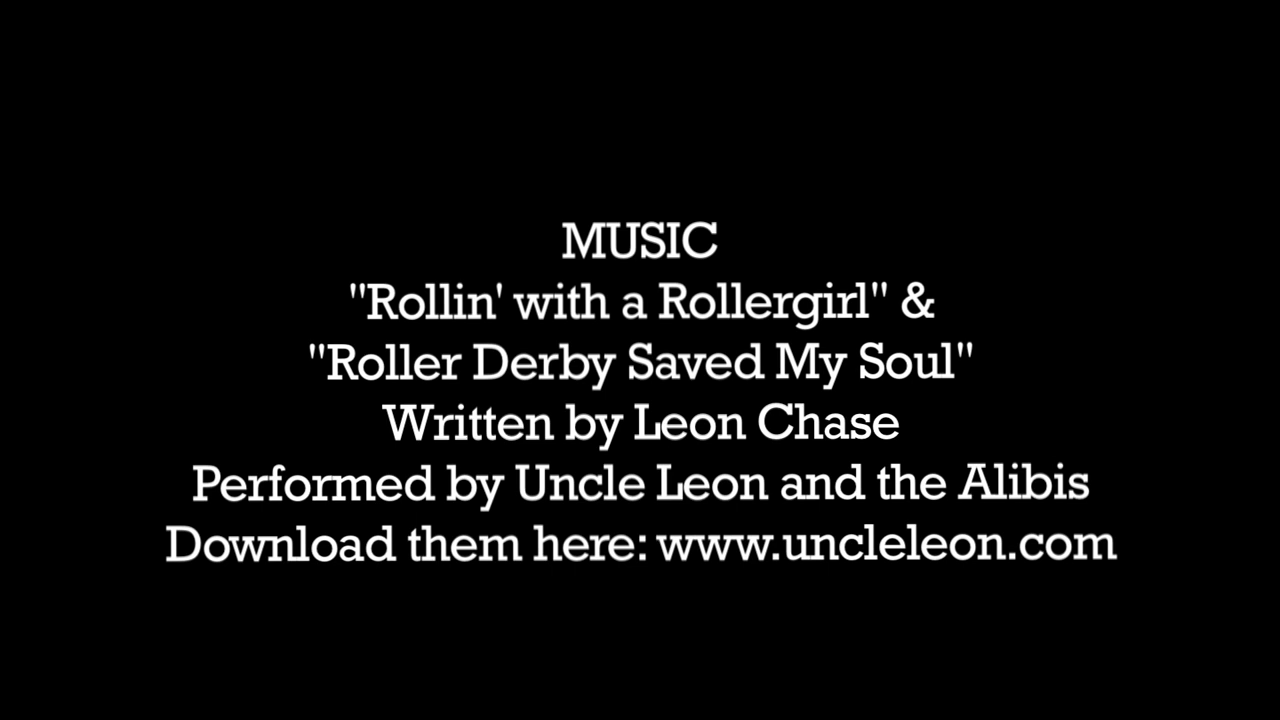 MUSIC
"Rollin' with a Rollergirl" &
"Roller Derby Saved My Soul"
Written by Leon Chase
Performed by Uncle Leon and the Alibis
Download them here: www.uncleleon.com